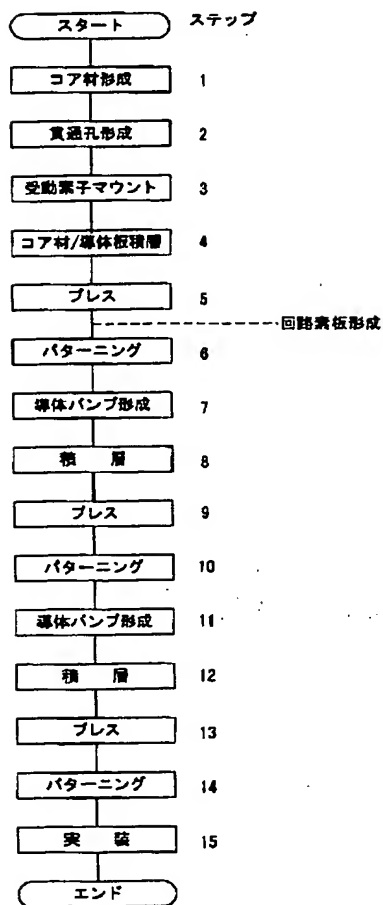 スタート ステップ
コア材形成 1
貫通孔形成 2
受動素子マウント 3
コア材/導体板積層 4
プレス 5
回路素板形成
パターニング 6
導体バンプ形成 7
積 層 8
プレス 9
パターニング 10
導体バンプ形成 11
積 層 12
プレス 13
パターニング 14
実 装 15
エンド